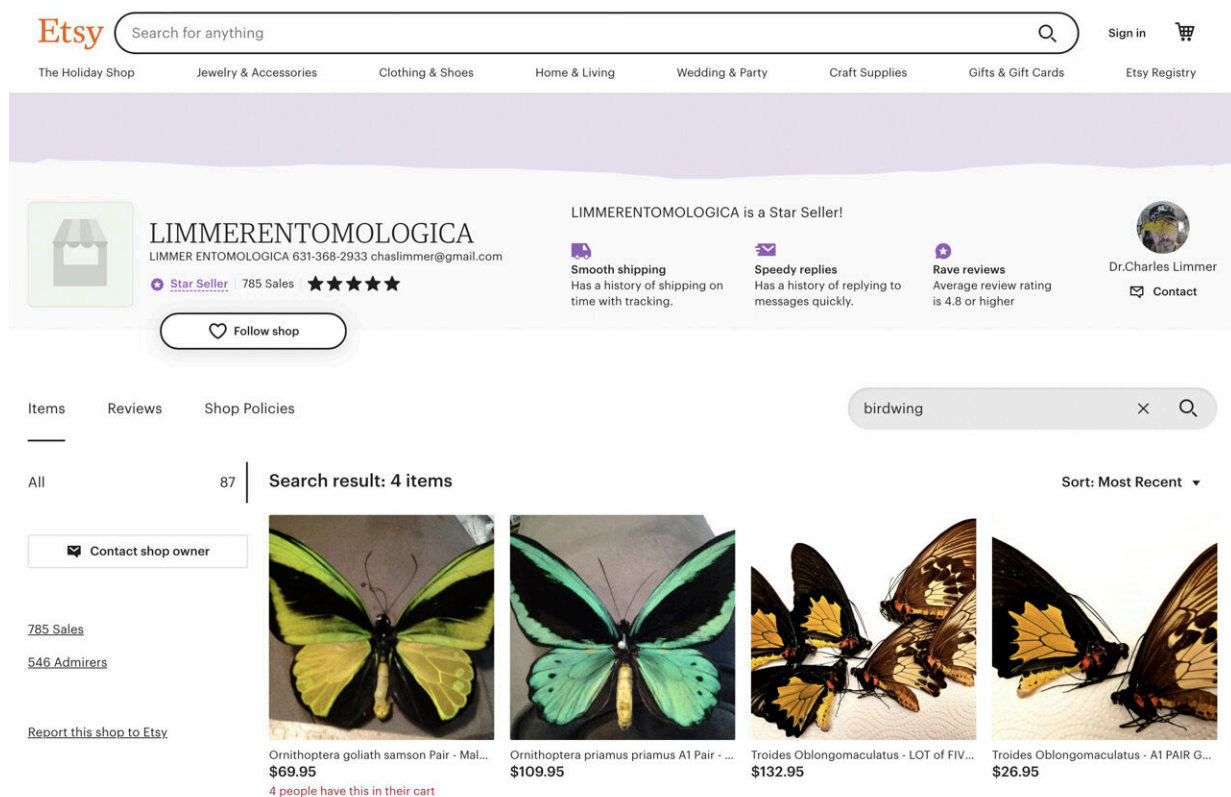 Etsy
Search for anything
Sign in
The Holiday Shop
Jewelry & Accessories
Clothing & Shoes
Home & Living
Wedding & Party
Craft Supplies
Gifts & Gift Cards
Etsy Registry
LIMMERENTOMOLOGICA
LIMMER ENTOMOLOGICA 631-368-2933 chaslimmer@gmail.com
Star Seller
785 Sales
Follow shop
LIMMERENTOMOLOGICA is a Star Seller!
Smooth shipping
Has a history of shipping on
time with tracking.
Speedy replies
Has a history of replying to
messages quickly.
Rave reviews
Average review rating
is 4.8 or higher
Dr.Charles Limmer
Contact
Items
Reviews
Shop Policies
birdwing
All
87
Search result: 4 items
Sort: Most Recent
Contact shop owner
785 Sales
546 Admirers
Report this shop to Etsy
Ornithoptera goliath samson Pair - Mal...
$69.95
4 people have this in their cart
Ornithoptera priamus priamus A1 Pair - ...
$109.95
Troides Oblongomaculatus - LOT of FIV...
$132.95
Troides Oblongomaculatus - A1 PAIR G...
$26.95